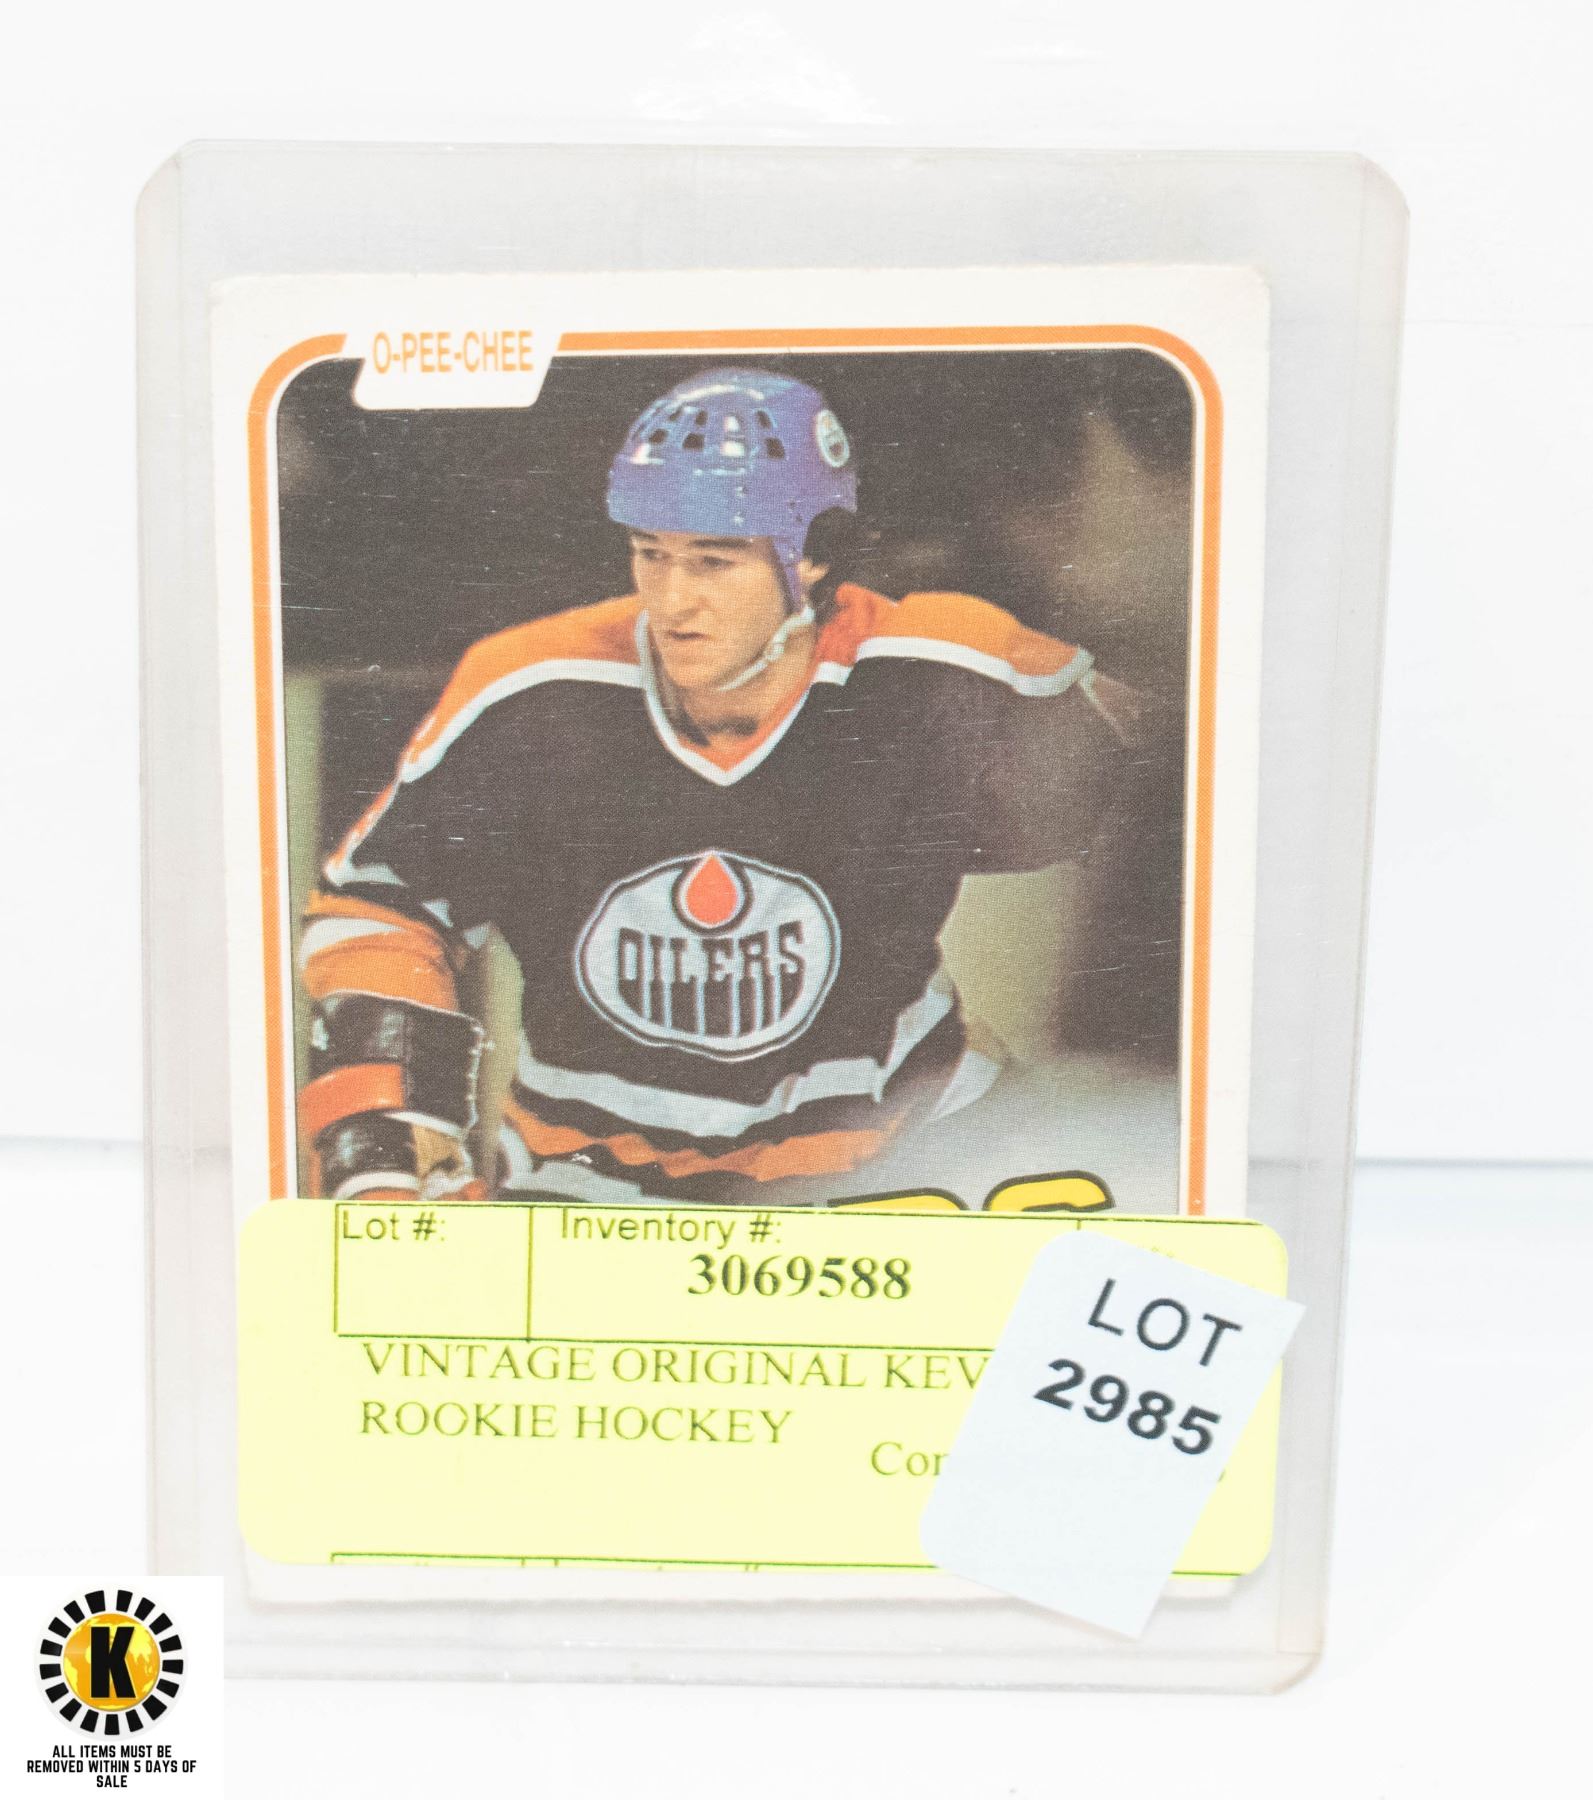 O-PEE-CHEE
OILERS
Lot #:
Inventory #:
3069588
VINTAGE ORIGINAL KEV
ROOKIE HOCKEY
Cor
LOT
2985
K
ALL ITEMS MUST BE
REMOVED WITHIN 5 DAYS OF
SALE